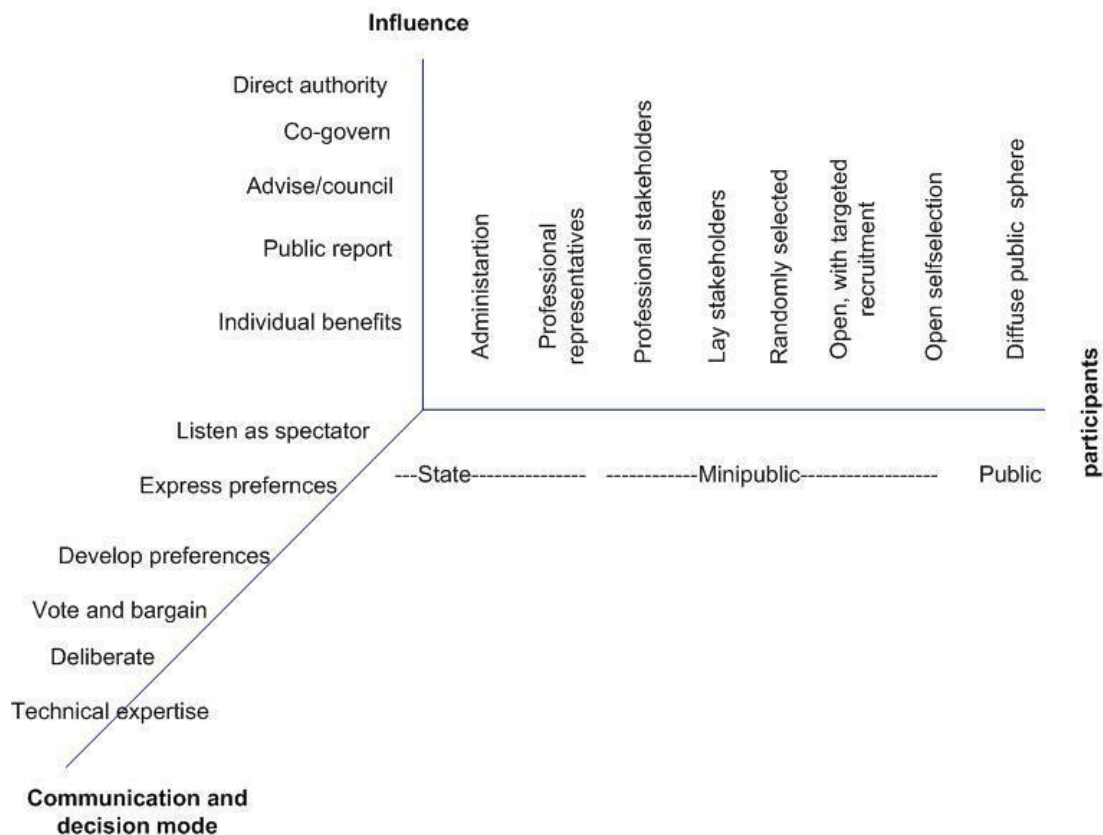 Influence
Direct authority
Co-govern
Advise/council
Public report
Individual benefits
Administartion
Professional
representatives
Professional stakeholders
Lay stakeholders
Randomly selected
Open, with targeted
recruitment
Open selfselection
Diffuse public sphere
participants
---State-----------
--------------Minipublic---------------------
Public
Listen as spectator
Express prefernces
Develop preferences
Vote and bargain
Deliberate
Technical expertise
Communication and
decision mode